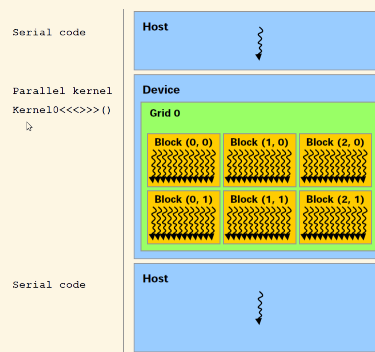 Serial code
Host
Parallel kernel
Kernel0<<<>>>()
Device
Grid 0
Block (0, 0) Block (1, 0) Block (2, 0)
Block (0, 1) Block (1, 1) Block (2, 1)
Serial code
Host